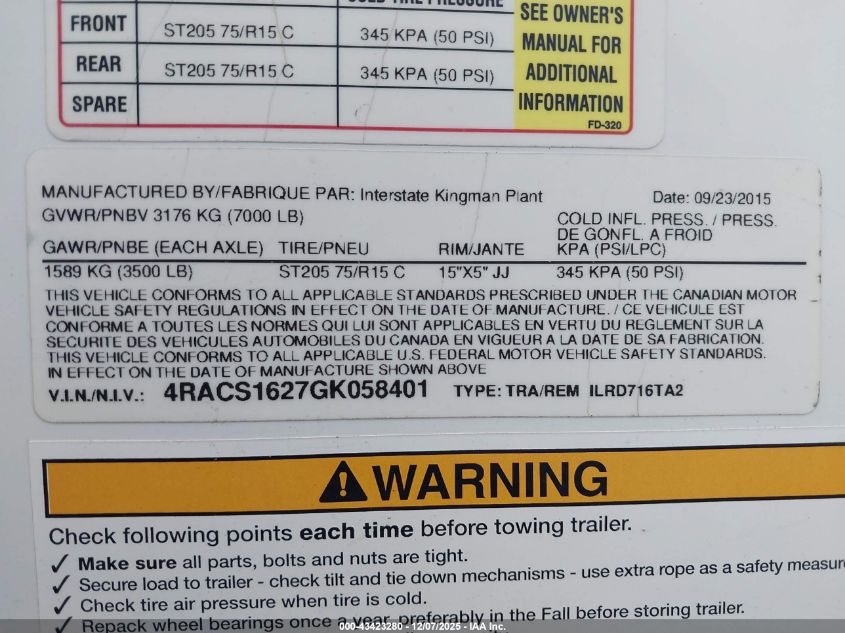 COLD TIRE PRESSURE
FRONT ST205 75/R15 C 345 KPA (50 PSI)
REAR ST205 75/R15 C 345 KPA (50 PSI)
SPARE
SEE OWNER'S
MANUAL FOR
ADDITIONAL
INFORMATION
FD-320
MANUFACTURED BY/FABRIQUE PAR: Interstate Kingman Plant Date: 09/23/2015
GVWR/PNBV 3176 KG (7000 LB)
COLD INFL. PRESS. / PRESS.
DE GONFL. A FROID
GAWR/PNBE (EACH AXLE) TIRE/PNEU RIM/JANTE KPA (PSI/LPC)
1589 KG (3500 LB) ST205 75/R15 C 15"X5" JJ 345 KPA (50 PSI)
THIS VEHICLE CONFORMS TO ALL APPLICABLE STANDARDS PRESCRIBED UNDER THE CANADIAN MOTOR
VEHICLE SAFETY REGULATIONS IN EFFECT ON THE DATE OF MANUFACTURE. / CE VEHICULE EST
CONFORME A TOUTES LES NORMES QUI LUI SONT APPLICABLES EN VERTU DU REGLEMENT SUR LA
SECURITE DES VEHICULES AUTOMOBILES DU CANADA EN VIGUEUR A LA DATE DE SA FABRICATION.
THIS VEHICLE CONFORMS TO ALL APPLICABLE U.S. FEDERAL MOTOR VEHICLE SAFETY STANDARDS.
IN EFFECT ON THE DATE OF MANUFACTURE SHOWN ABOVE
V.I.N./N.I.V.: 4RACS1627GK058401 TYPE: TRA/REM ILRD716TA2
WARNING
Check following points each time before towing trailer.
✓ Make sure all parts, bolts and nuts are tight.
✓ Secure load to trailer - check tilt and tie down mechanisms - use extra rope as a safety measur
✓ Check tire air pressure when tire is cold.
✓ Repack wheel bearings once a year, preferably in the Fall before storing trailer.
000-43423280 - 12/07/2025 - IAA Inc.